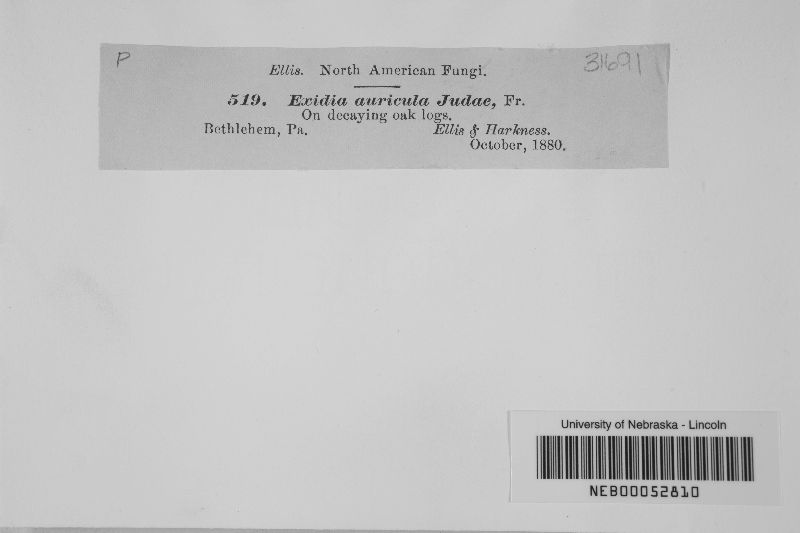 P
31691
Ellis. North American Fungi.
519. Exidia auricula Judae, Fr.
On decaying oak logs.
Bethlehem, Pa. Ellis & Harkness.
October, 1880.
University of Nebraska - Lincoln
NEB00052810